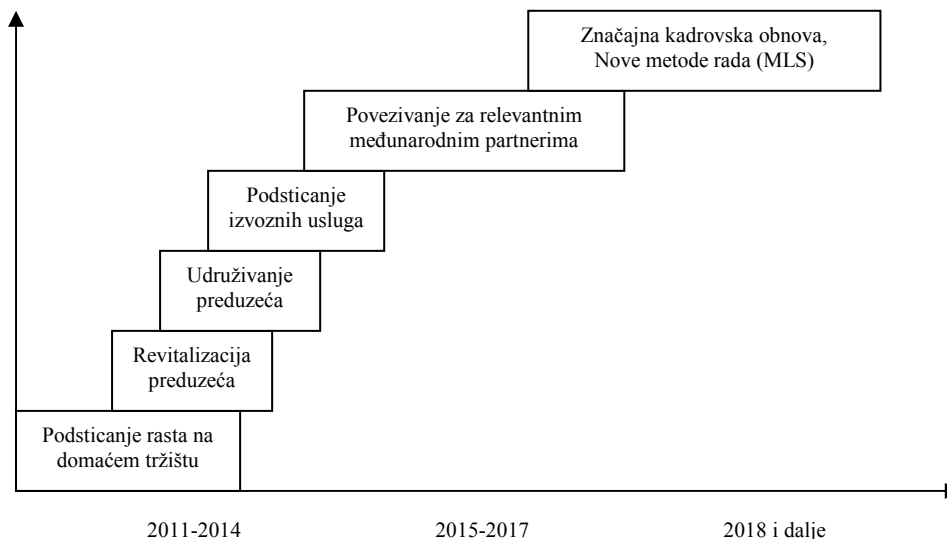 Značajna kadrovska obnova,
Nove metode rada (MLS)
Povezivanje za relevantnim
međunarodnim partnerima
Podsticanje
izvoznih usluga
Udruživanje
preduzeća
Revitalizacija
preduzeća
Podsticanje rasta na
domaćem tržištu
2011-2014
2015-2017
2018 i dalje